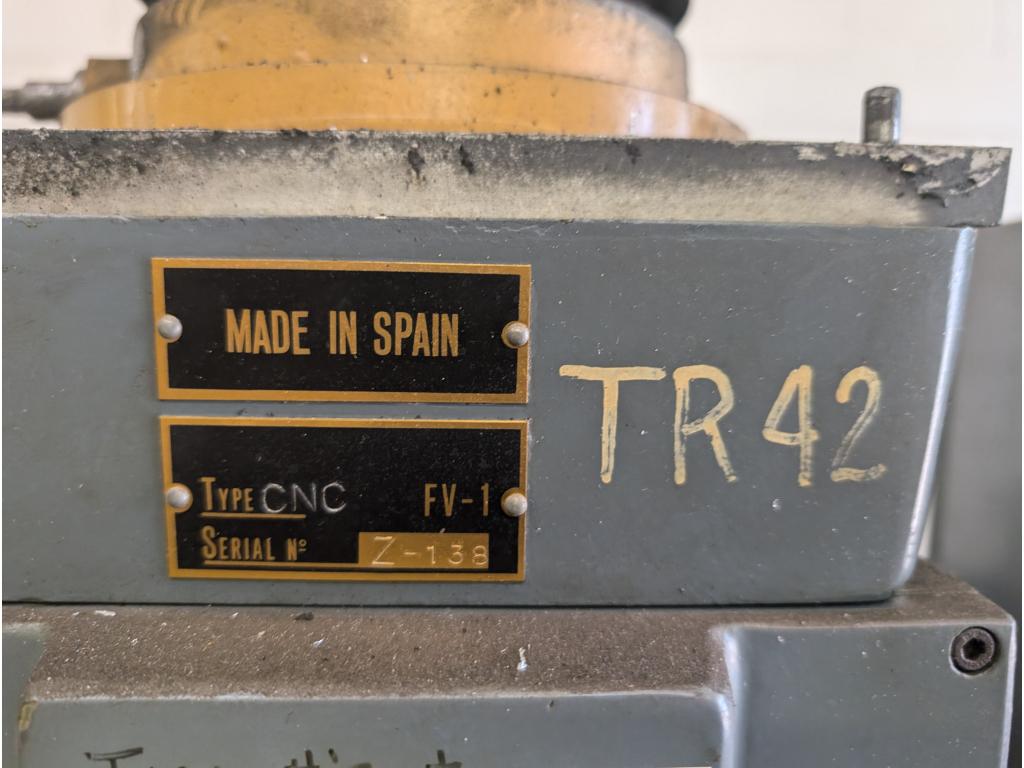 MADE IN SPAIN
TR42
TYPE CNC FV-1
SERIAL Nº Z-138